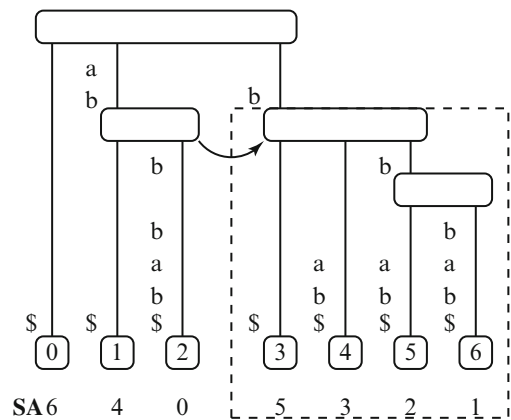 a
b b
b b
b b
a a a a
b b b b
$ $ $ $ $ $ $
0 1 2 3 4 5 6
SA 6 4 0 5 3 2 1